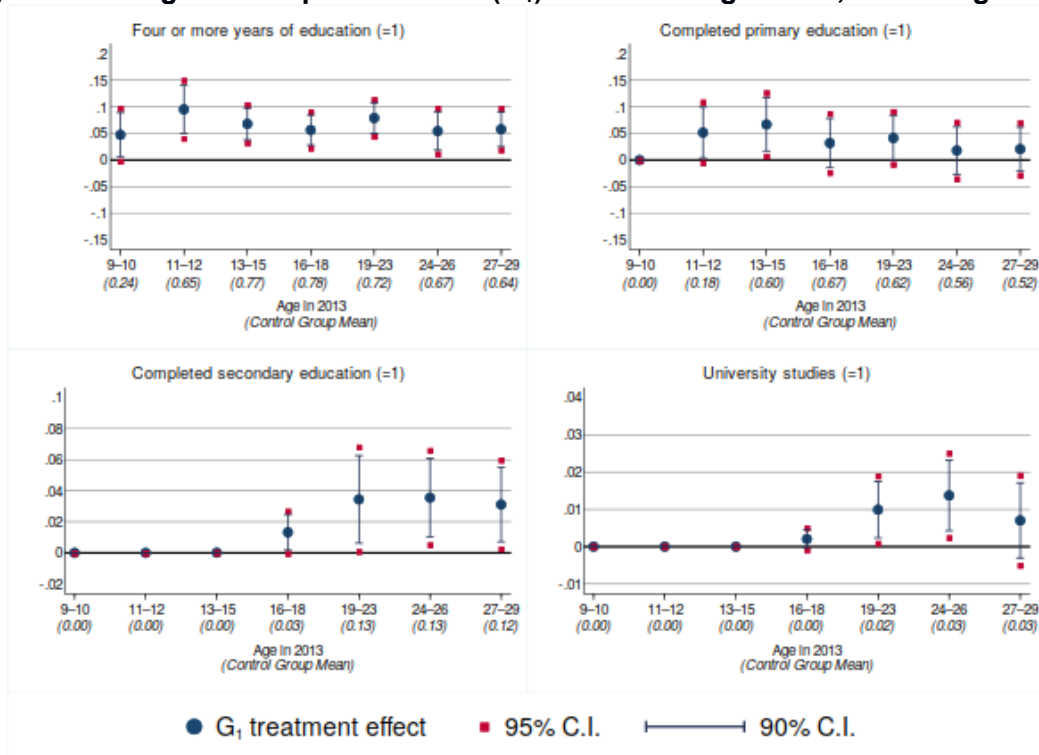 Four or more years of education (=1)
.2
.15
.1
.05
0
-.05
-.1
-.15
9–10 11–12 13–15 16–18 19–23 24–26 27–29
(0.24) (0.65) (0.77) (0.78) (0.72) (0.67) (0.64)
Age in 2013
(Control Group Mean)
Completed primary education (=1)
.2
.15
.1
.05
0
-.05
-.1
-.15
9–10 11–12 13–15 16–18 19–23 24–26 27–29
(0.00) (0.18) (0.60) (0.67) (0.62) (0.56) (0.52)
Age in 2013
(Control Group Mean)
Completed secondary education (=1)
.1
.08
.06
.04
.02
0
-.02
9–10 11–12 13–15 16–18 19–23 24–26 27–29
(0.00) (0.00) (0.00) (0.03) (0.13) (0.13) (0.12)
Age in 2013
(Control Group Mean)
University studies (=1)
.04
.03
.02
.01
0
-.01
9–10 11–12 13–15 16–18 19–23 24–26 27–29
(0.00) (0.00) (0.00) (0.00) (0.02) (0.03) (0.03)
Age in 2013
(Control Group Mean)
G₁ treatment effect 95% C.I. 90% C.I.